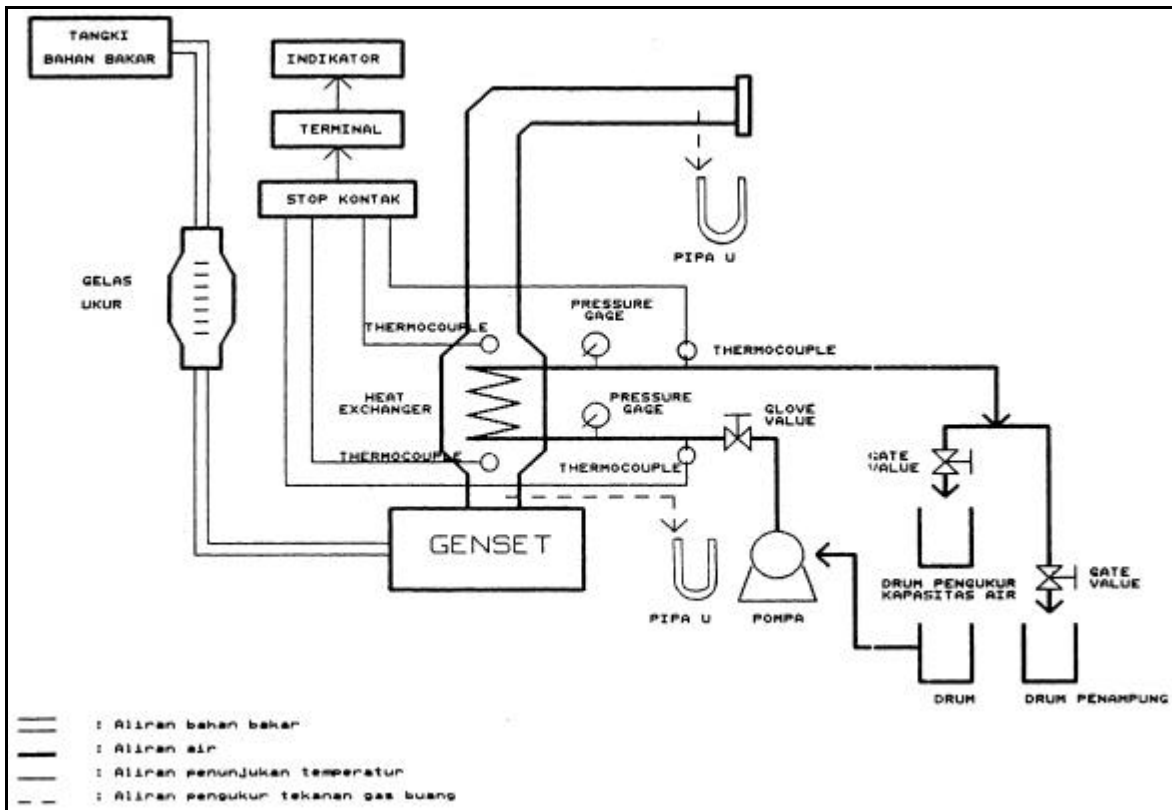 TANGKI
BAHAN BAKAR
INDIKATOR
TERMINAL
STOP KONTAK
PIPA U
GELAS
UKUR
PRESSURE
GAGE
THERMOCOUPLE
THERMOCOUPLE
HEAT
EXCHANGER
PRESSURE
GAGE
GLOVE
VALUE
GATE
VALUE
THERMOCOUPLE
THERMOCOUPLE
GENSET
GATE
VALUE
DRUM PENGUKUR
KAPASITAS AIR
PIPA U
POMPA
DRUM
DRUM PENAMPUNG
: Aliran bahan bakar
: Aliran air
: Aliran penunjukan temperatur
: Aliran pengukur tekanan gas buang